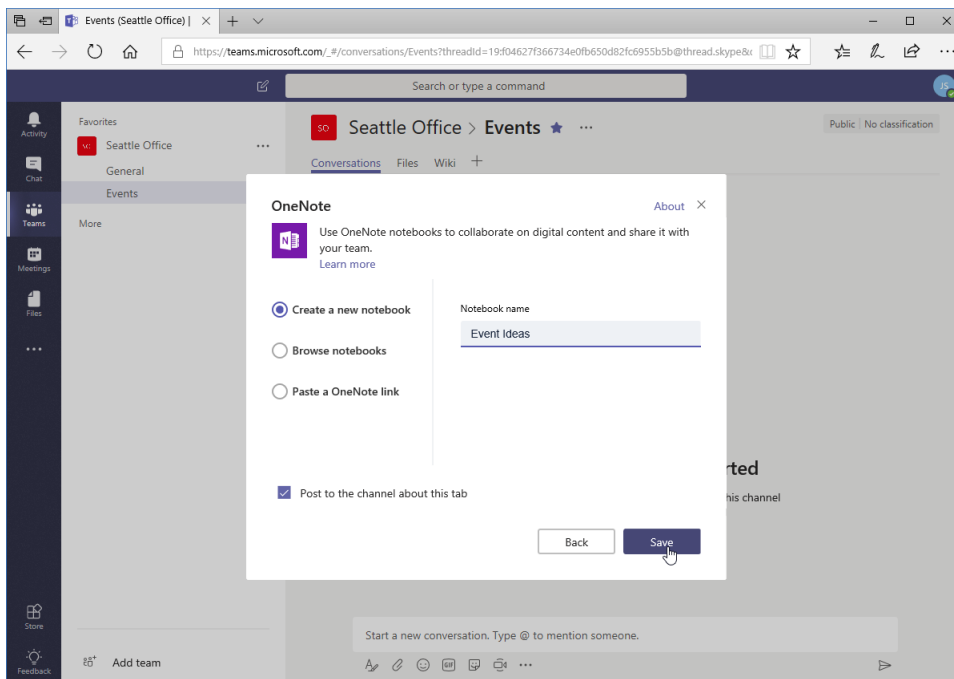 Events (Seattle Office) |
https://teams.microsoft.com/_#/conversations/Events?threadId=19:f04627f366734e0fb650d82fc6955b5b@thread.skype&
Search or type a command
JS
Activity
Chat
Teams
Meetings
Files
Store
Feedback
Favorites
SO
Seattle Office
General
Events
More
Add team
SO
Seattle Office > Events
Public
No classification
Conversations Files Wiki
OneNote
About
N
Use OneNote notebooks to collaborate on digital content and share it with
your team.
Learn more
Create a new notebook
Browse notebooks
Paste a OneNote link
Notebook name
Event Ideas
Post to the channel about this tab
Back
Save
rted
his channel
Start a new conversation. Type @ to mention someone.
GIF